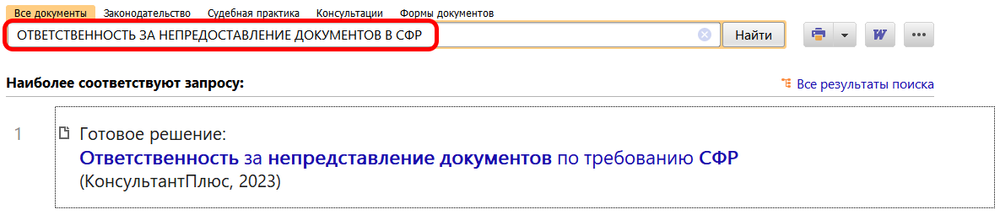 Все документы Законодательство Судебная практика Консультации Формы документов
ОТВЕТСТВЕННОСТЬ ЗА НЕПРЕДОСТАВЛЕНИЕ ДОКУМЕНТОВ В СФР Найти W
Наиболее соответствуют запросу: Все результаты поиска
1 Готовое решение:
Ответственность за непредставление документов по требованию СФР
(КонсультантПлюс, 2023)